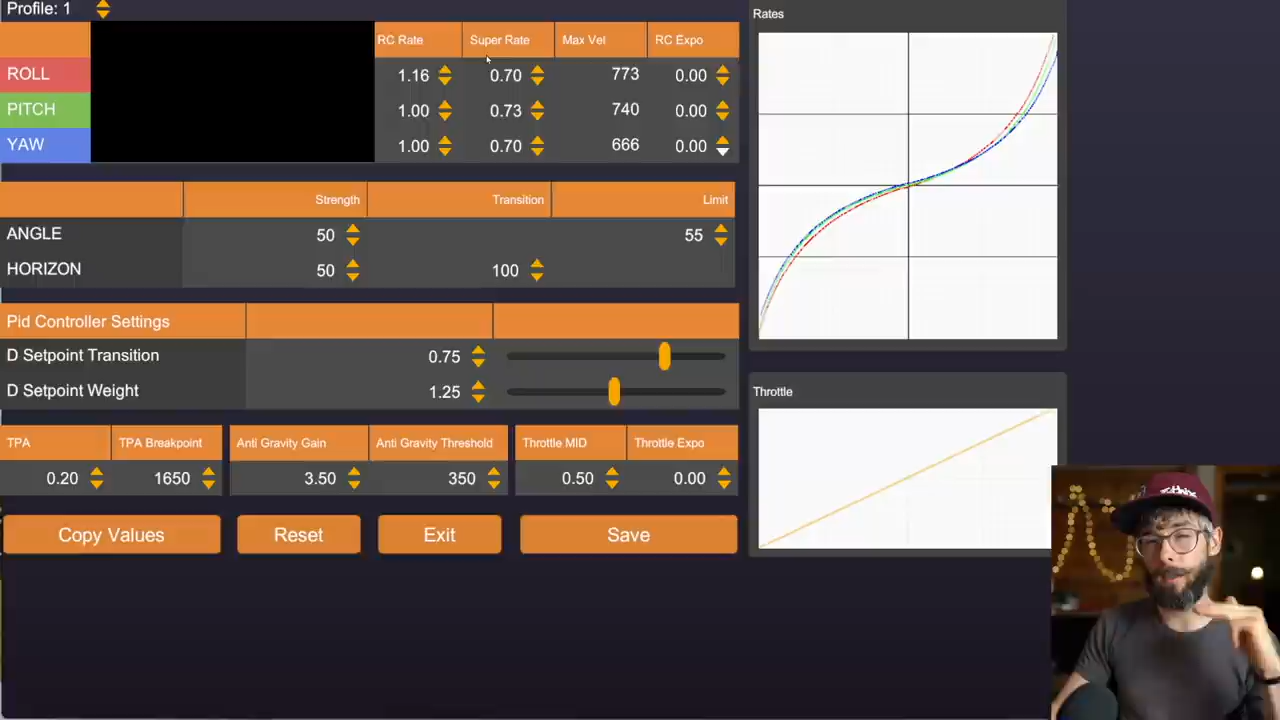 Profile: 1
RC Rate Super Rate Max Vel RC Expo
ROLL 1.16 0.70 773 0.00
PITCH 1.00 0.73 740 0.00
YAW 1.00 0.70 666 0.00
Strength Transition Limit
ANGLE 50 55
HORIZON 50 100
Pid Controller Settings
D Setpoint Transition 0.75
D Setpoint Weight 1.25
TPA TPA Breakpoint Anti Gravity Gain Anti Gravity Threshold Throttle MID Throttle Expo
0.20 1650 3.50 350 0.50 0.00
Copy Values Reset Exit Save
Rates
Throttle